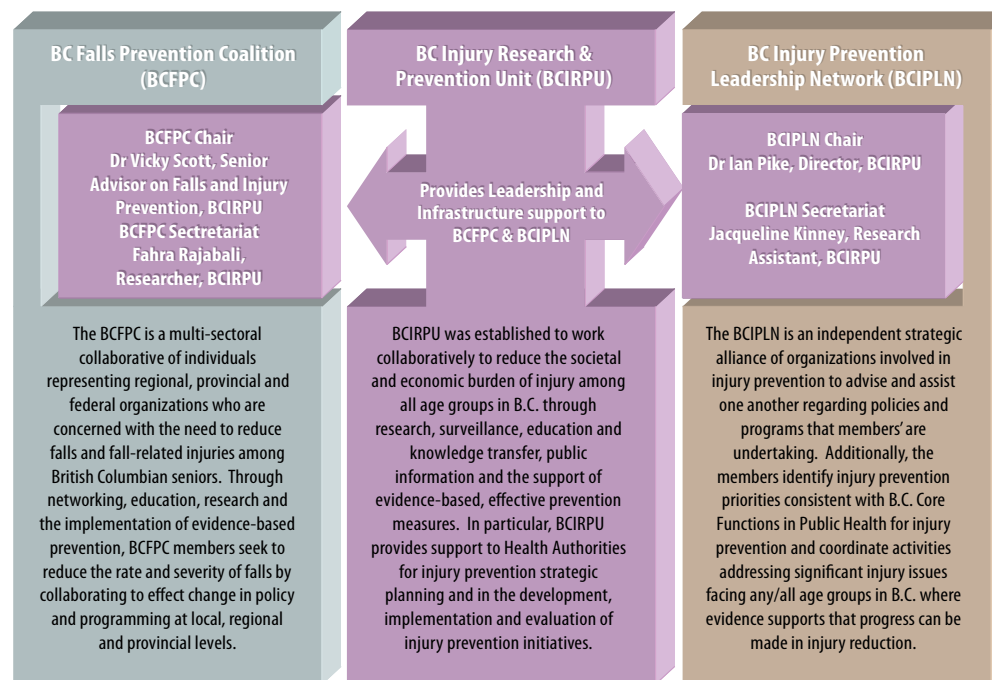 BC Falls Prevention Coalition
(BCFPC)
BCFPC Chair
Dr Vicky Scott, Senior
Advisor on Falls and Injury
Prevention, BCIRPU
BCFPC Sectretariat
Fahra Rajabali,
Researcher, BCIRPU
The BCFPC is a multi-sectoral
collaborative of individuals
representing regional, provincial and
federal organizations who are
concerned with the need to reduce
falls and fall-related injuries among
British Columbian seniors. Through
networking, education, research and
the implementation of evidence-based
prevention, BCFPC members seek to
reduce the rate and severity of falls by
collaborating to effect change in policy
and programming at local, regional
and provincial levels.
BC Injury Research &
Prevention Unit (BCIRPU)
Provides Leadership and
Infrastructure support to
BCFPC & BCIPLN
BCIRPU was established to work
collaboratively to reduce the societal
and economic burden of injury among
all age groups in B.C. through
research, surveillance, education and
knowledge transfer, public
information and the support of
evidence-based, effective prevention
measures. In particular, BCIRPU
provides support to Health Authorities
for injury prevention strategic
planning and in the development,
implementation and evaluation of
injury prevention initiatives.
BC Injury Prevention
Leadership Network (BCIPLN)
BCIPLN Chair
Dr Ian Pike, Director, BCIRPU
BCIPLN Secretariat
Jacqueline Kinney, Research
Assistant, BCIRPU
The BCIPLN is an independent strategic
alliance of organizations involved in
injury prevention to advise and assist
one another regarding policies and
programs that members' are
undertaking. Additionally, the
members identify injury prevention
priorities consistent with B.C. Core
Functions in Public Health for injury
prevention and coordinate activities
addressing significant injury issues
facing any/all age groups in B.C. where
evidence supports that progress can be
made in injury reduction.